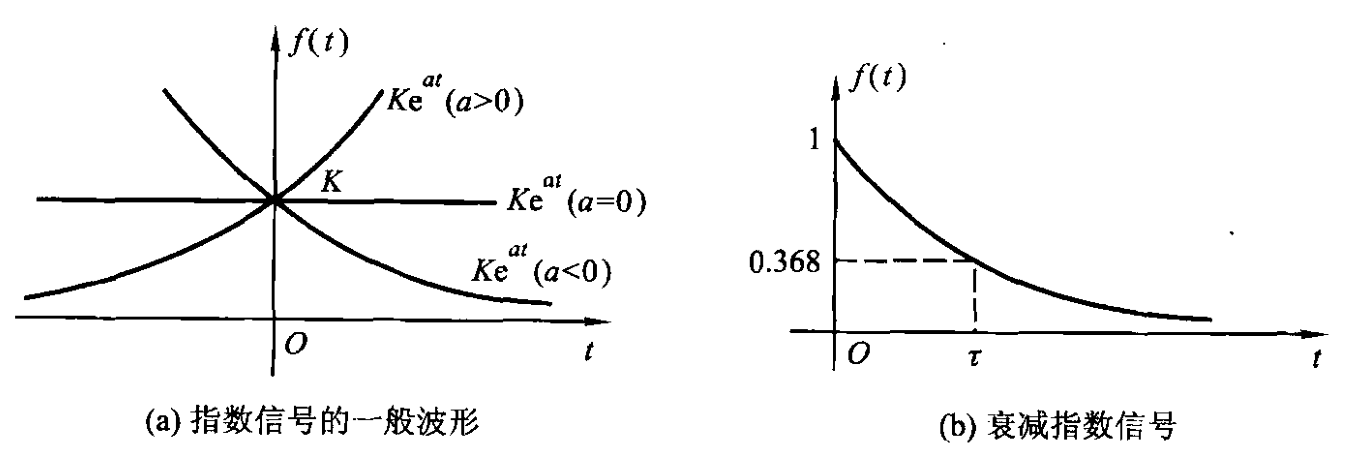 f(t)
Ke^{at}(a>0)
K
Ke^{at}(a=0)
Ke^{at}(a<0)
O
t
(a) 指数信号的一般波形
f(t)
1
0.368
O
τ
t
(b) 衰减指数信号